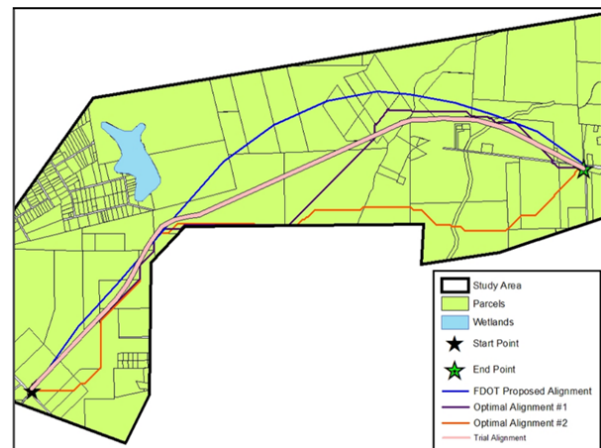 Study Area
Parcels
Wetlands
Start Point
End Point
FDOT Proposed Alignment
Optimal Alignment #1
Optimal Alignment #2
Trial Alignment